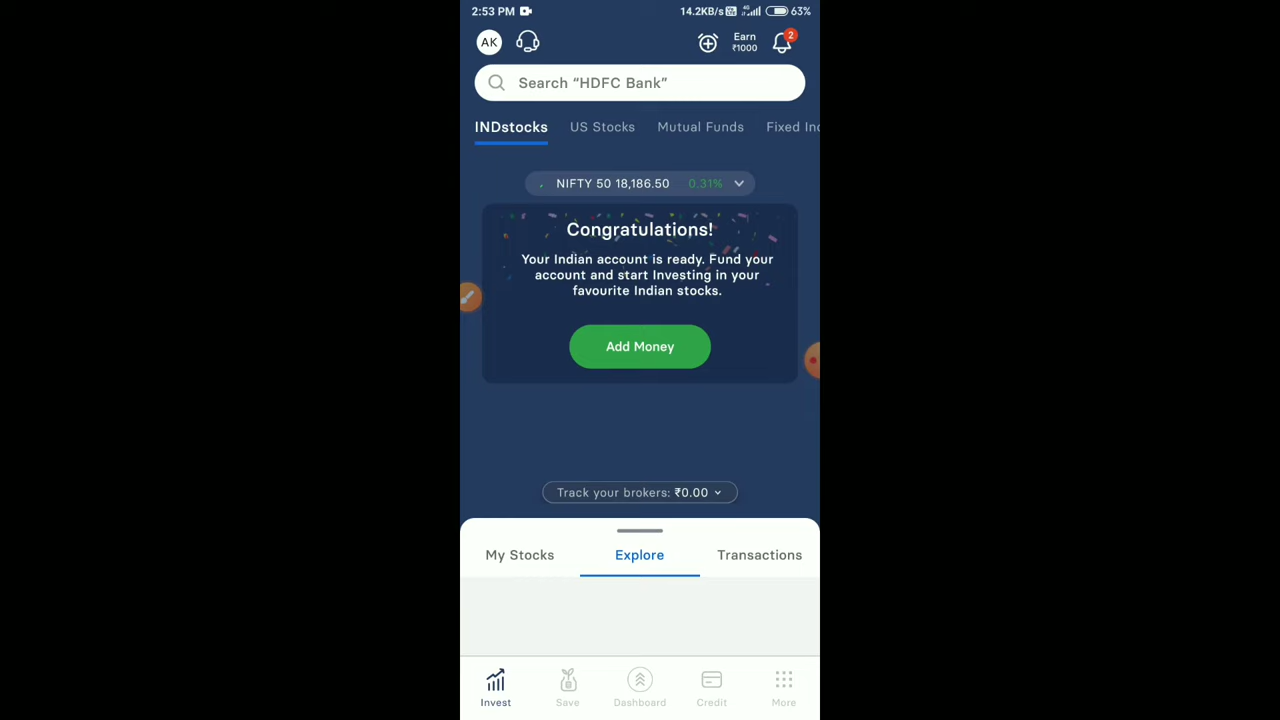 2:53 PM 14.2KB/s 4G 63%
AK Earn 2
₹1000
Search “HDFC Bank”
INDstocks US Stocks Mutual Funds Fixed Inc
NIFTY 50 18,186.50 0.31%
Congratulations!
Your Indian account is ready. Fund your
account and start Investing in your
favourite Indian stocks.
Add Money
Track your brokers: ₹0.00
My Stocks Explore Transactions
Invest Save Dashboard Credit More